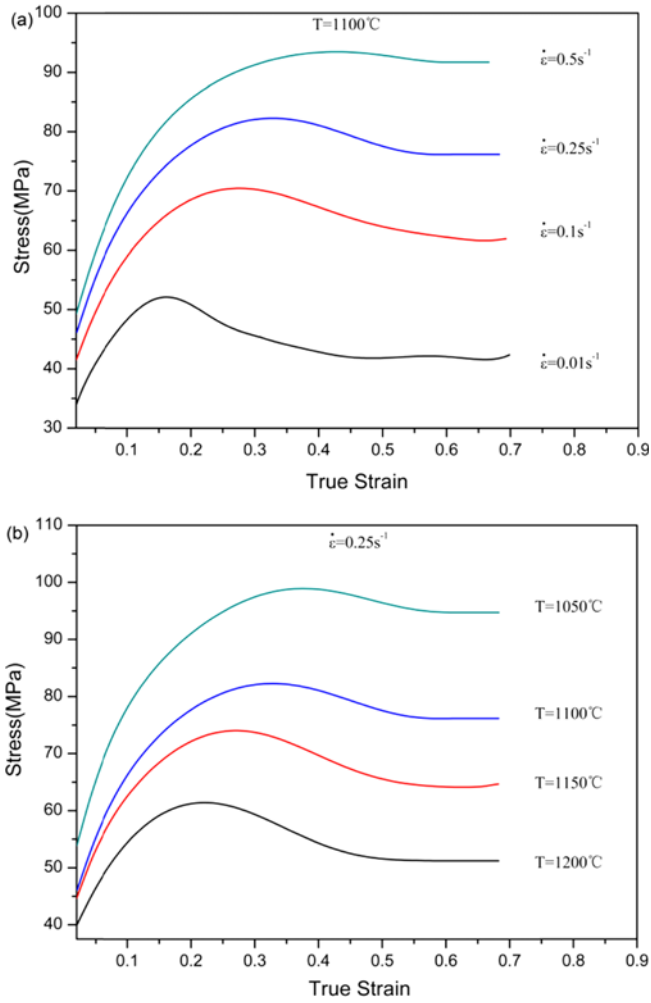 (a)
T=1100℃
Stress(MPa)
100
90
80
70
60
50
40
30
ε̇=0.5s⁻¹
ε̇=0.25s⁻¹
ε̇=0.1s⁻¹
ε̇=0.01s⁻¹
0.1 0.2 0.3 0.4 0.5 0.6 0.7 0.8 0.9
True Strain
(b)
ε̇=0.25s⁻¹
Stress(MPa)
110
100
90
80
70
60
50
40
T=1050℃
T=1100℃
T=1150℃
T=1200℃
0.1 0.2 0.3 0.4 0.5 0.6 0.7 0.8 0.9
True Strain